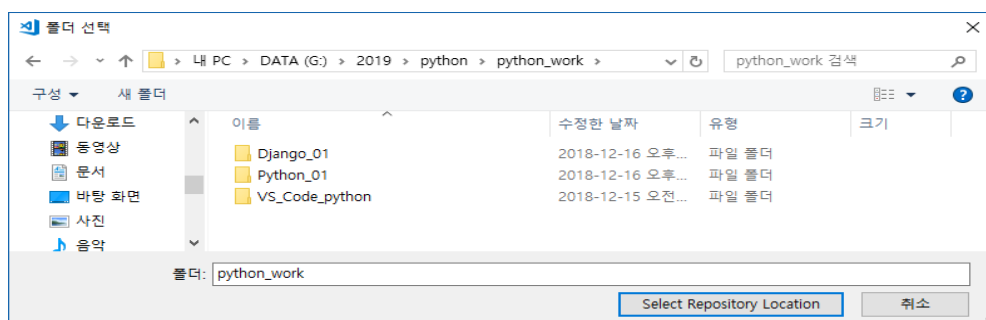 폴더 선택
내 PC > DATA (G:) > 2019 > python > python_work >
python_work 검색
구성 새 폴더
이름 수정한 날짜 유형 크기
다운로드
동영상
문서
바탕 화면
사진
음악
Django_01 2018-12-16 오후... 파일 폴더
Python_01 2018-12-16 오후... 파일 폴더
VS_Code_python 2018-12-15 오전... 파일 폴더
폴더: python_work
Select Repository Location 취소